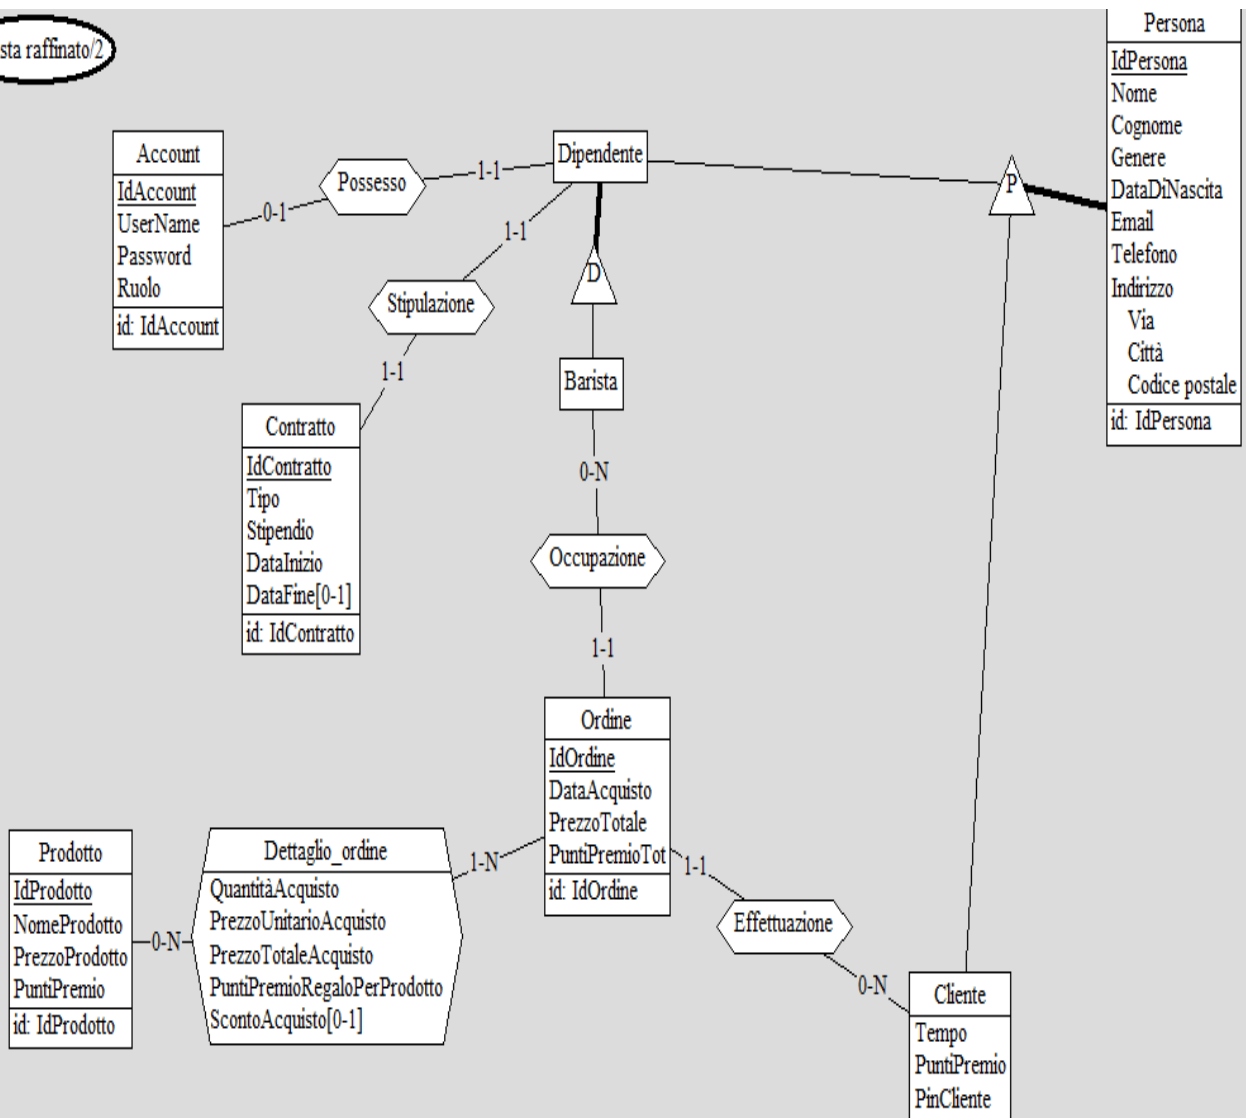 sta raffinato/2
Persona
IdPersona
Nome
Cognome
Genere
DataDiNascita
Email
Telefono
Indirizzo
Via
Città
Codice postale
id: IdPersona
Account
IdAccount
UserName
Password
Ruolo
id: IdAccount
0-1
Possesso
1-1
Dipendente
P
1-1
Stipulazione
1-1
D
Barista
Contratto
IdContratto
Tipo
Stipendio
DataInizio
DataFine[0-1]
id: IdContratto
0-N
Occupazione
1-1
Ordine
IdOrdine
DataAcquisto
PrezzoTotale
PuntiPremioTot
id: IdOrdine
Prodotto
IdProdotto
NomeProdotto
PrezzoProdotto
PuntiPremio
id: IdProdotto
0-N
Dettaglio_ordine
QuantitàAcquisto
PrezzoUnitarioAcquisto
PrezzoTotaleAcquisto
PuntiPremioRegaloPerProdotto
ScontoAcquisto[0-1]
1-N
1-1
Effettuazione
0-N
Cliente
Tempo
PuntiPremio
PinCliente